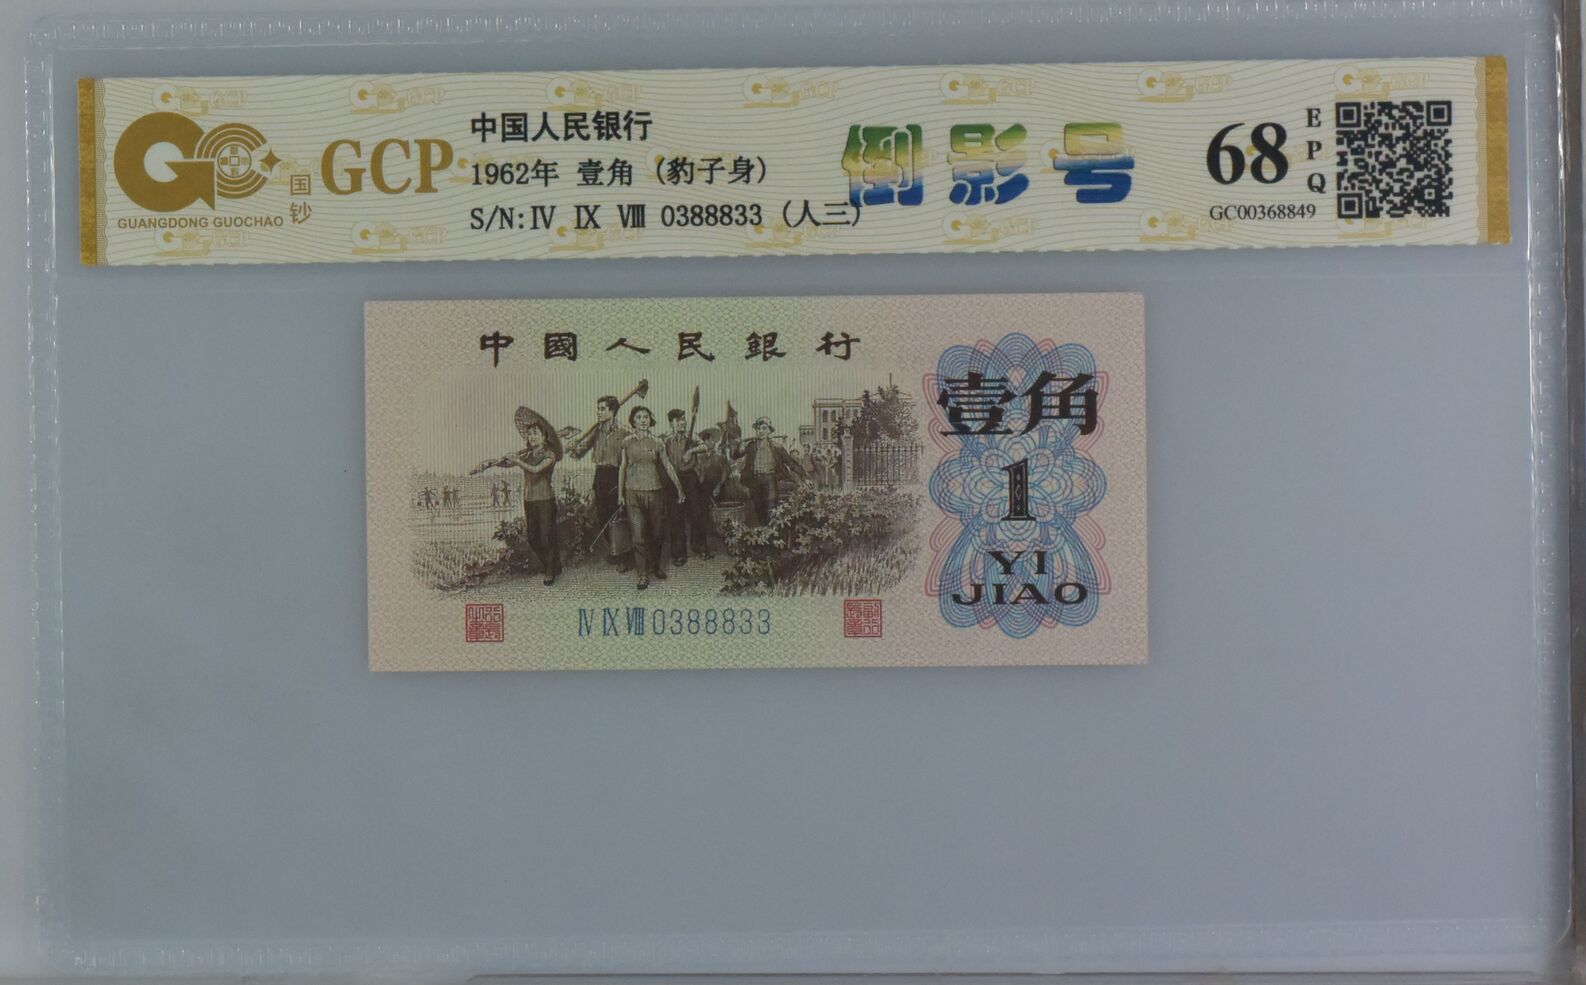 GCP
国钞
GUANGDONG GUOCHAO
中国人民银行
1962年 壹角 (豹子身)
S/N: IV IX VIII 0388833 (人三)
倒影号
68
EPQ
GC00368849
中國人民銀行
壹角
1
YI
JIAO
IV IX VIII 0388833